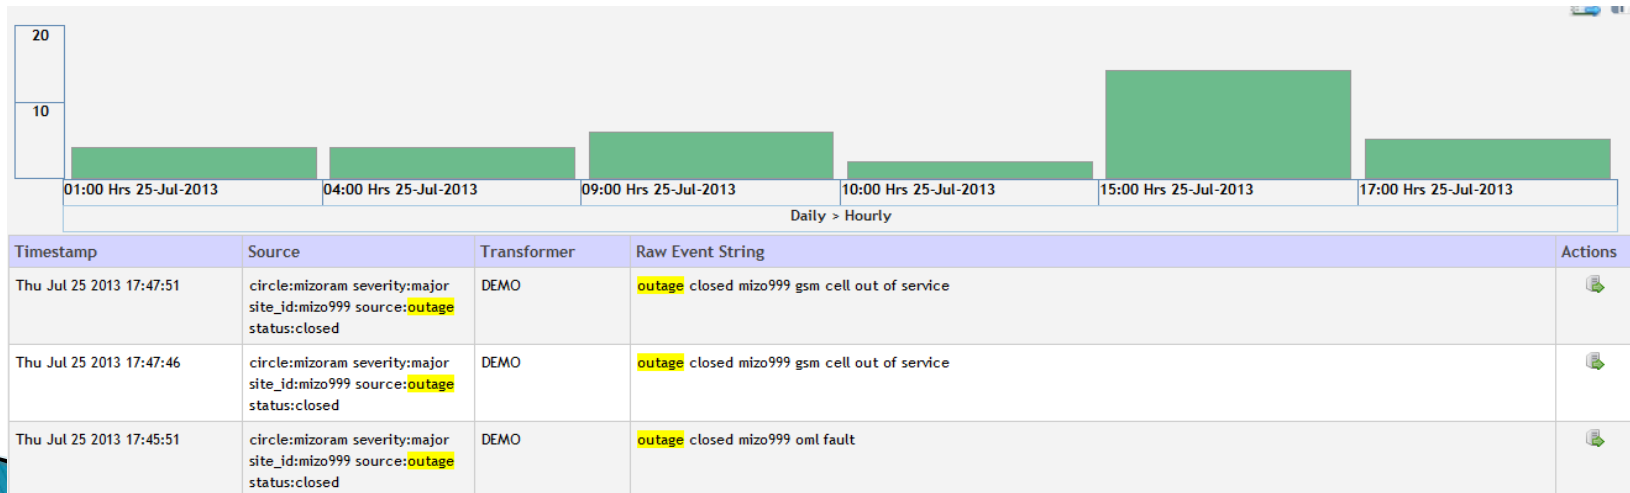 20
10
01:00 Hrs 25-Jul-2013 04:00 Hrs 25-Jul-2013 09:00 Hrs 25-Jul-2013 10:00 Hrs 25-Jul-2013 15:00 Hrs 25-Jul-2013 17:00 Hrs 25-Jul-2013
Daily > Hourly
Timestamp Source Transformer Raw Event String Actions
Thu Jul 25 2013 17:47:51 circle:mizoram severity:major DEMO outage closed mizo999 gsm cell out of service
site_id:mizo999 source:outage
status:closed
Thu Jul 25 2013 17:47:46 circle:mizoram severity:major DEMO outage closed mizo999 gsm cell out of service
site_id:mizo999 source:outage
status:closed
Thu Jul 25 2013 17:45:51 circle:mizoram severity:major DEMO outage closed mizo999 oml fault
site_id:mizo999 source:outage
status:closed